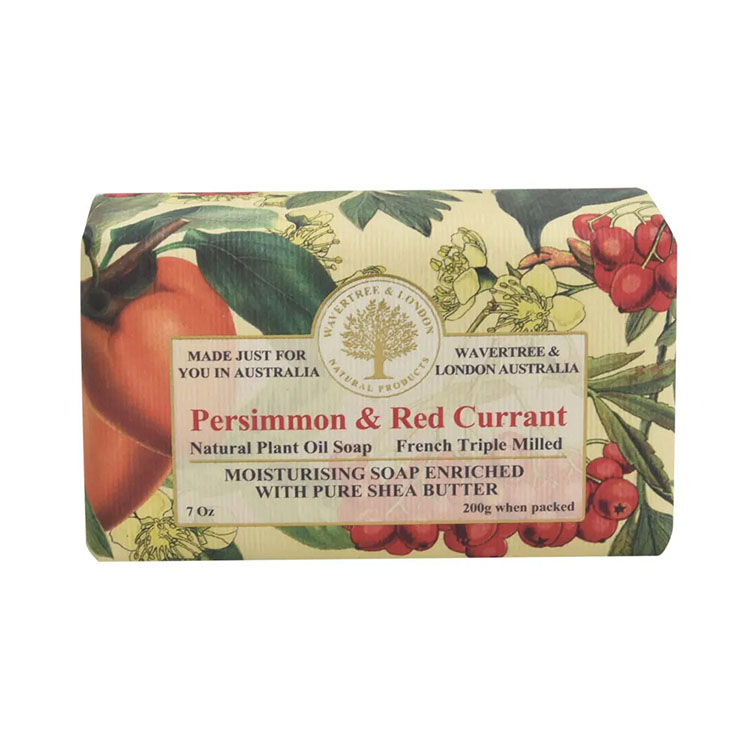 WAVERTREE & LONDON
NATURAL PRODUCTS
MADE JUST FOR
YOU IN AUSTRALIA
WAVERTREE &
LONDON AUSTRALIA
Persimmon & Red Currant
Natural Plant Oil Soap French Triple Milled
MOISTURISING SOAP ENRICHED
WITH PURE SHEA BUTTER
7 Oz 200g when packed